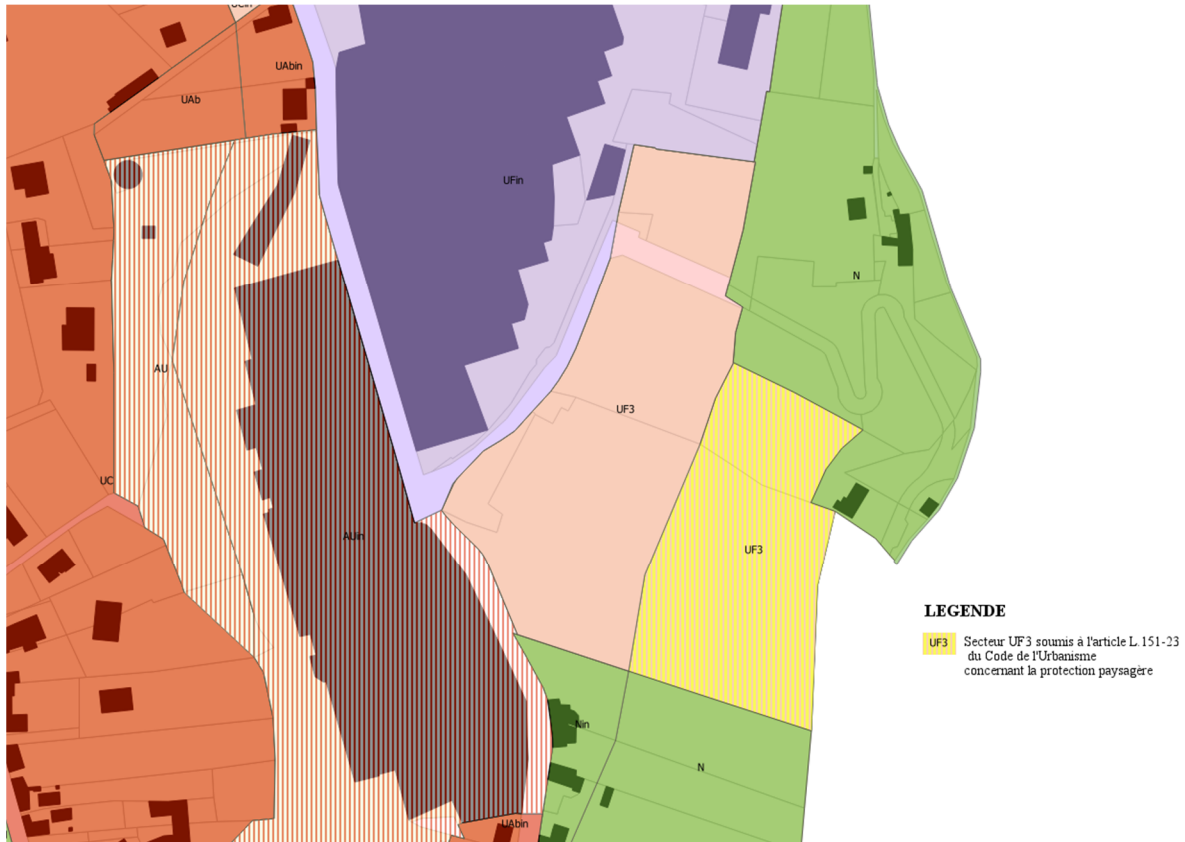 UCin
UAbin
UAb
UFin
N
AU
UF3
UC
AUin
UF3
LEGENDE
UF3 Secteur UF3 soumis à l'article L.151-23
du Code de l'Urbanisme
concernant la protection paysagère
Nin
N
UAbin